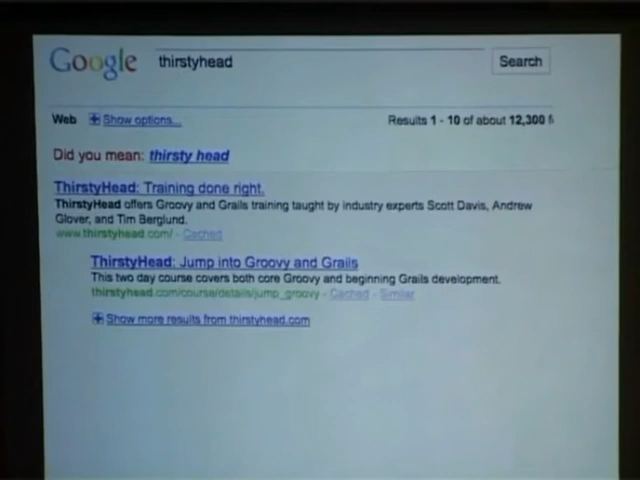 Google thirstyhead Search
Web Show options... Results 1 - 10 of about 12,300 f
Did you mean: thirsty head
ThirstyHead: Training done right.
ThirstyHead offers Groovy and Grails training taught by industry experts Scott Davis, Andrew
Glover, and Tim Berglund.
www.thirstyhead.com/ - Cached
ThirstyHead: Jump into Groovy and Grails
This two day course covers both core Groovy and beginning Grails development.
thirstyhead.com/course/details/jump_groovy - Cached - Similar
Show more results from thirstyhead.com